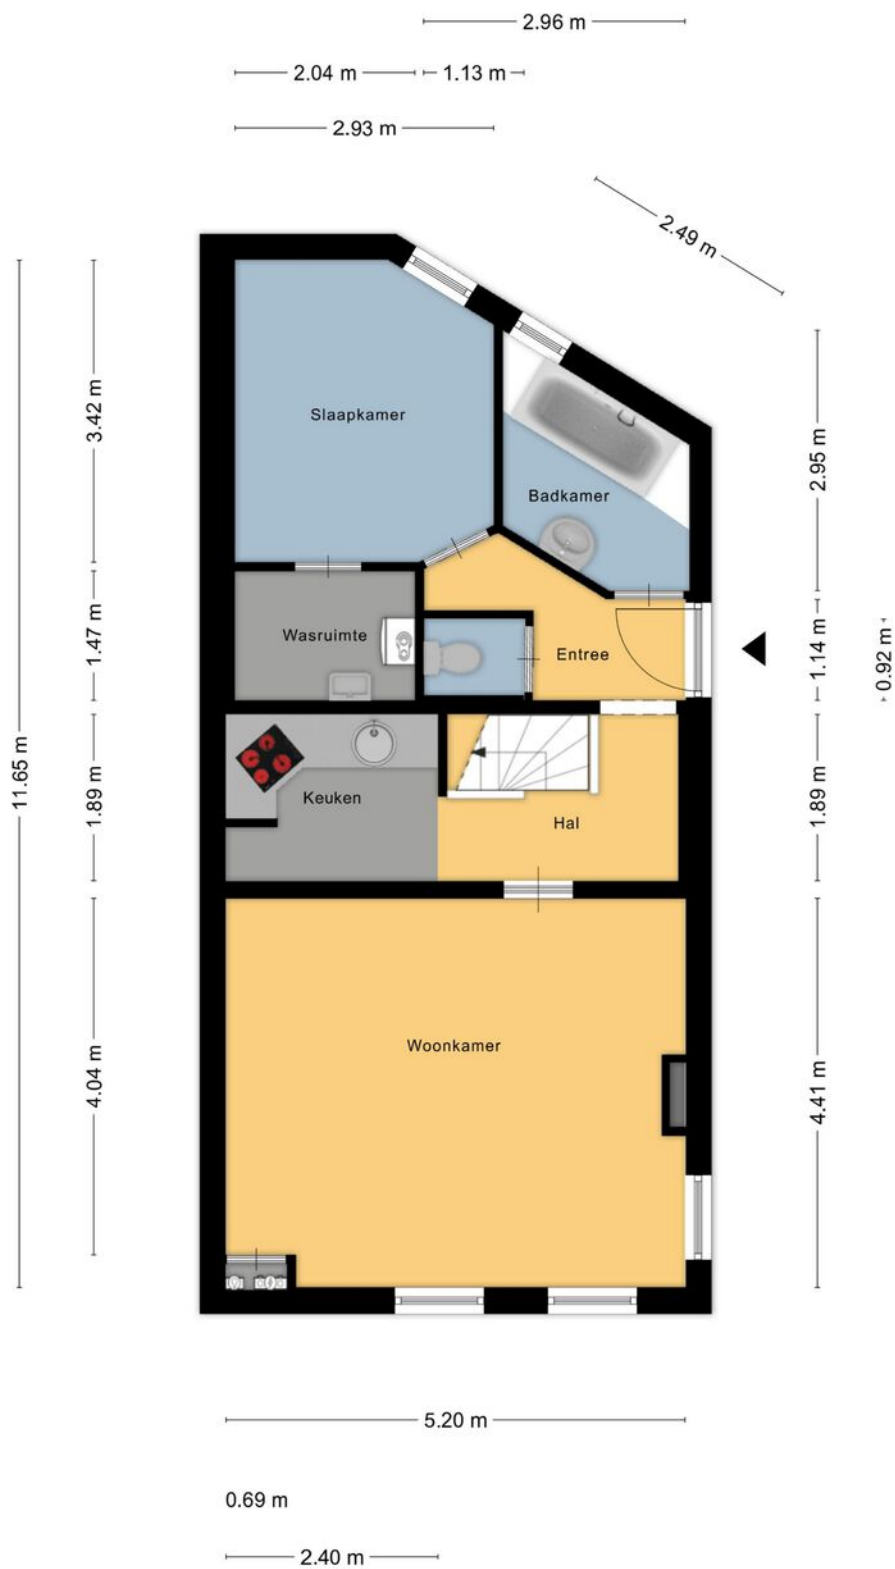 2.96 m
2.04 m
1.13 m
2.93 m
2.49 m
3.42 m
Slaapkamer
2.95 m
Badkamer
1.47 m
Wasruimte
Entree
1.14 m
0.92 m
11.65 m
1.89 m
Keuken
Hal
1.89 m
4.04 m
Woonkamer
4.41 m
5.20 m
0.69 m
2.40 m